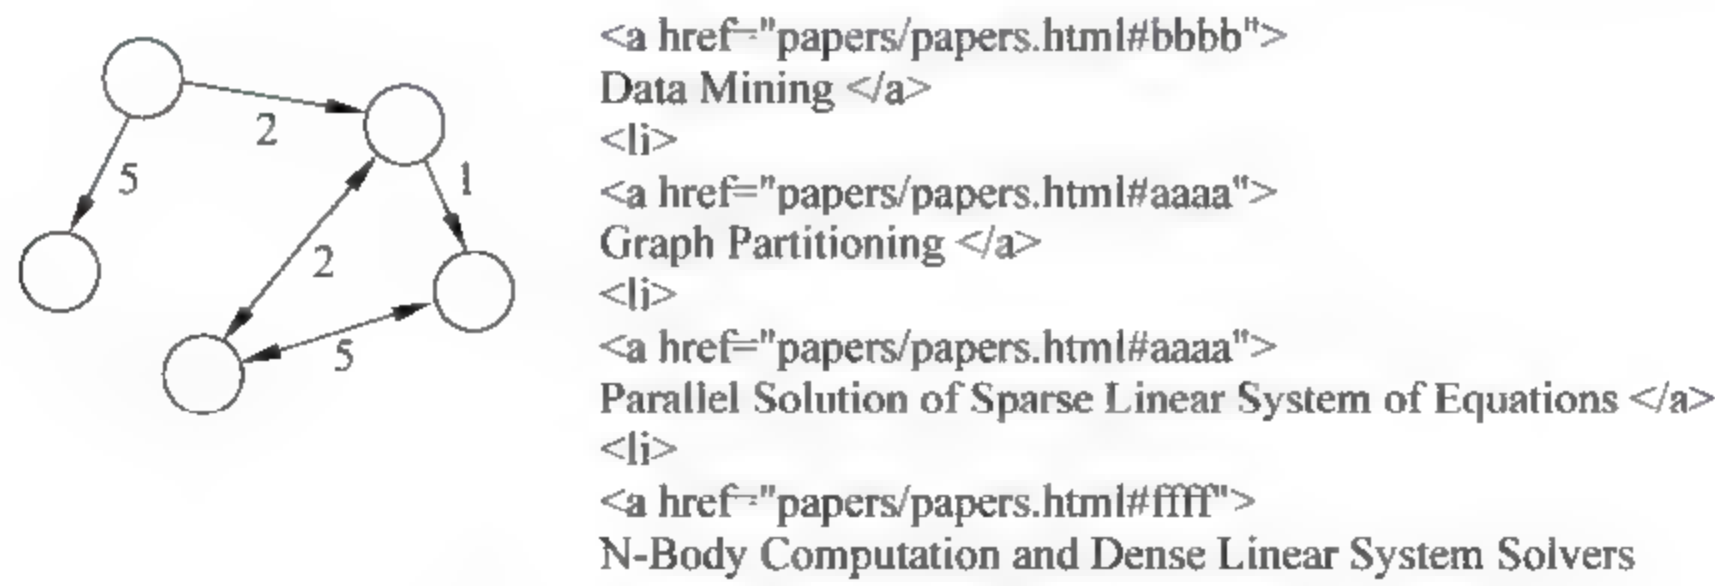 2
5
1
2
5
<a href="papers/papers.html#bbbb">
Data Mining </a>
<li>
<a href="papers/papers.html#aaaa">
Graph Partitioning </a>
<li>
<a href="papers/papers.html#aaaa">
Parallel Solution of Sparse Linear System of Equations </a>
<li>
<a href="papers/papers.html#ffff">
N-Body Computation and Dense Linear System Solvers